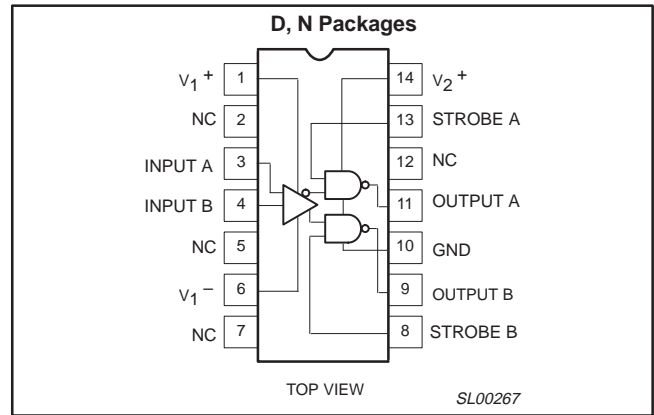 D, N Packages
V1 + 1
14 V2 +
NC 2
13 STROBE A
INPUT A 3
12 NC
INPUT B 4
11 OUTPUT A
NC 5
10 GND
V1 – 6
9 OUTPUT B
NC 7
8 STROBE B
TOP VIEW
SL00267